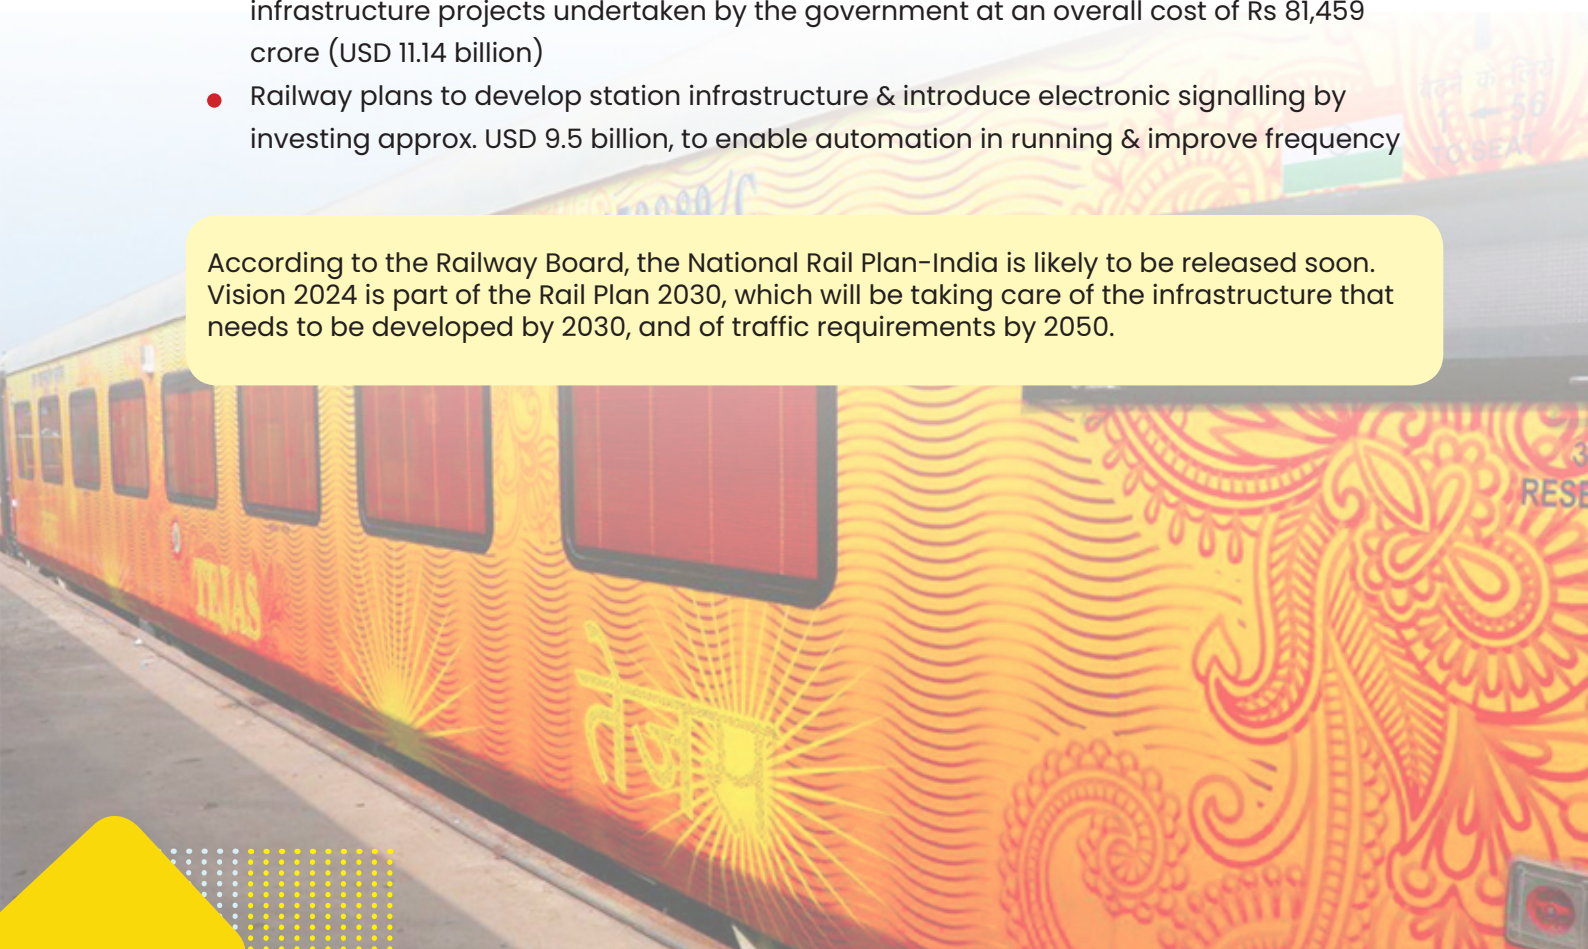 infrastructure projects undertaken by the government at an overall cost of Rs 81,459
crore (USD 11.14 billion)
Railway plans to develop station infrastructure & introduce electronic signalling by
investing approx. USD 9.5 billion, to enable automation in running & improve frequency
56
TO SEAT
According to the Railway Board, the National Rail Plan-India is likely to be released soon.
Vision 2024 is part of the Rail Plan 2030, which will be taking care of the infrastructure that
needs to be developed by 2030, and of traffic requirements by 2050.
TEJAS
तेजस